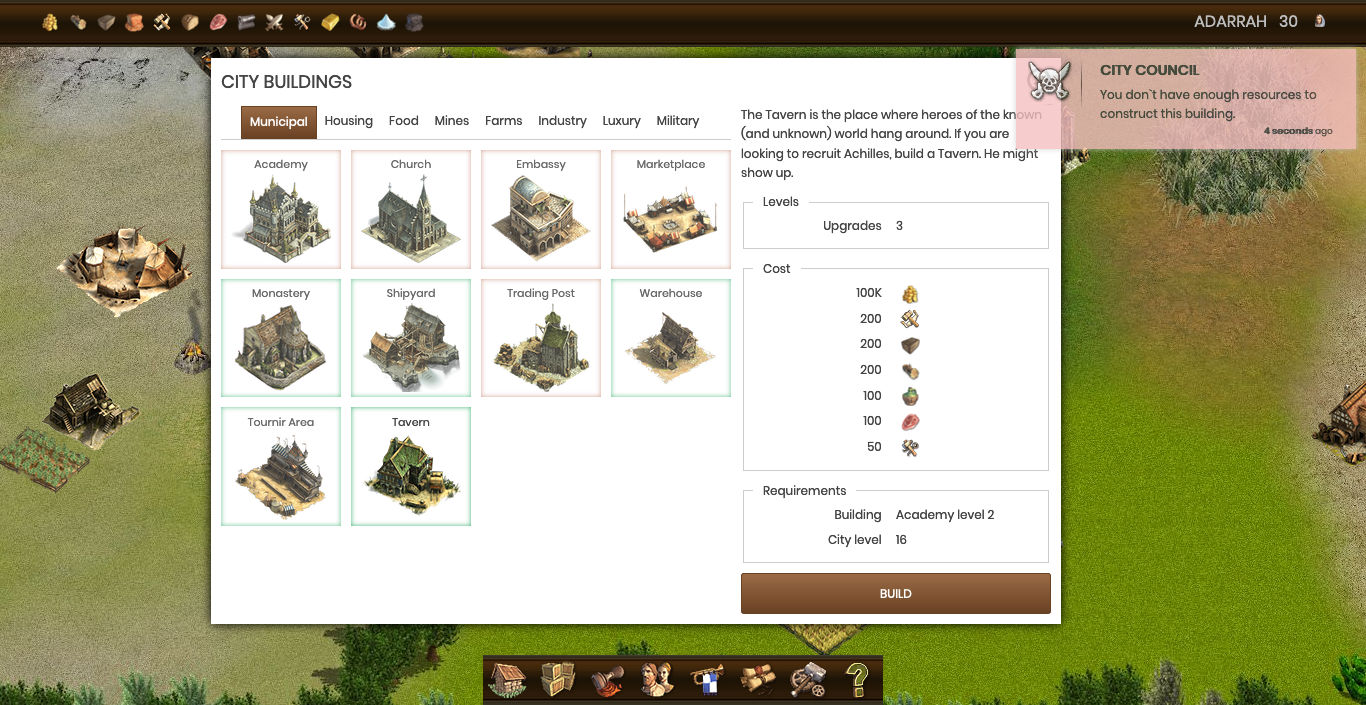 ADARRAH 30
CITY COUNCIL
You don`t have enough resources to
construct this building.
4 seconds ago
CITY BUILDINGS
Municipal Housing Food Mines Farms Industry Luxury Military
Academy Church Embassy Marketplace
Monastery Shipyard Trading Post Warehouse
Tournir Area Tavern
The Tavern is the place where heroes of the known
(and unknown) world hang around. If you are
looking to recruit Achilles, build a Tavern. He might
show up.
Levels
Upgrades 3
Cost
100K
200
200
200
100
100
50
Requirements
Building Academy level 2
City level 16
BUILD